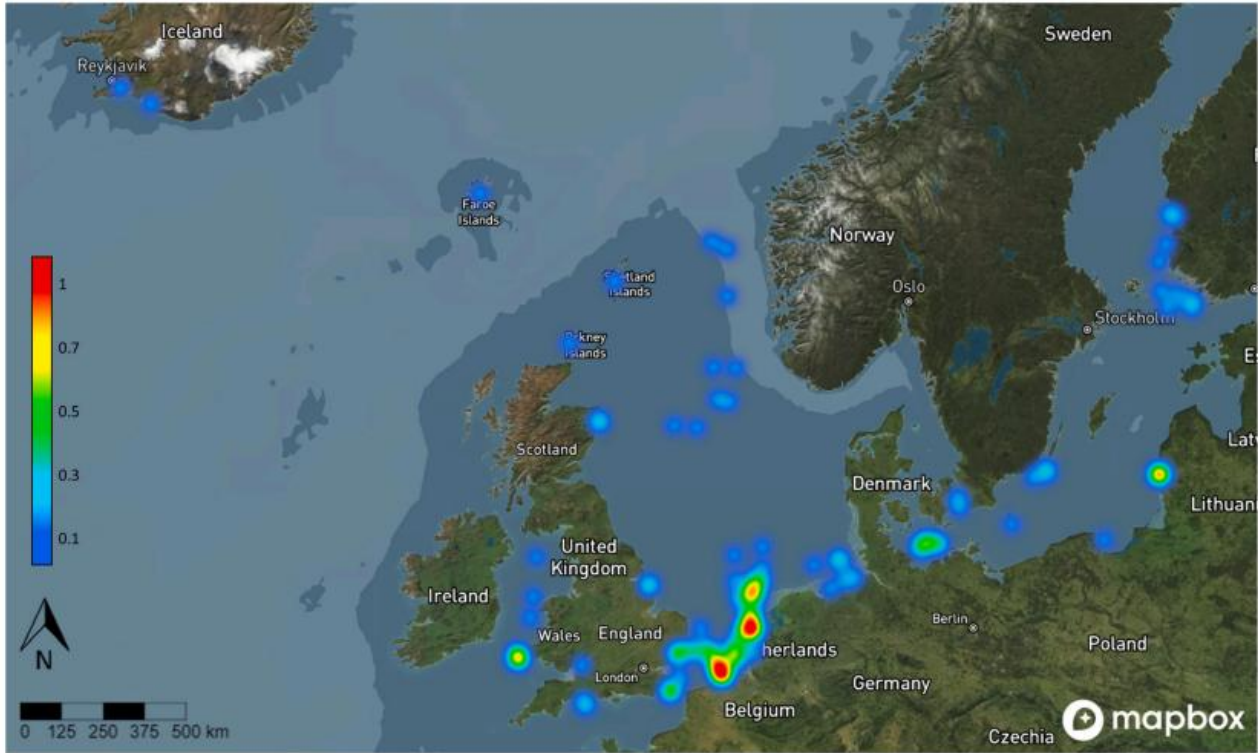 Iceland
Reykjavík
Sweden
Faroe
Islands
Norway
Shetland
Islands
Oslo
Stockholm
Orkney
Islands
1
0.7
0.5
0.3
0.1
Scotland
Latv
Denmark
Lithuani
United
Kingdom
Ireland
Wales
England
Berlin
Poland
herlands
London
Germany
Belgium
N
0 125 250 375 500 km
Czechia
mapbox